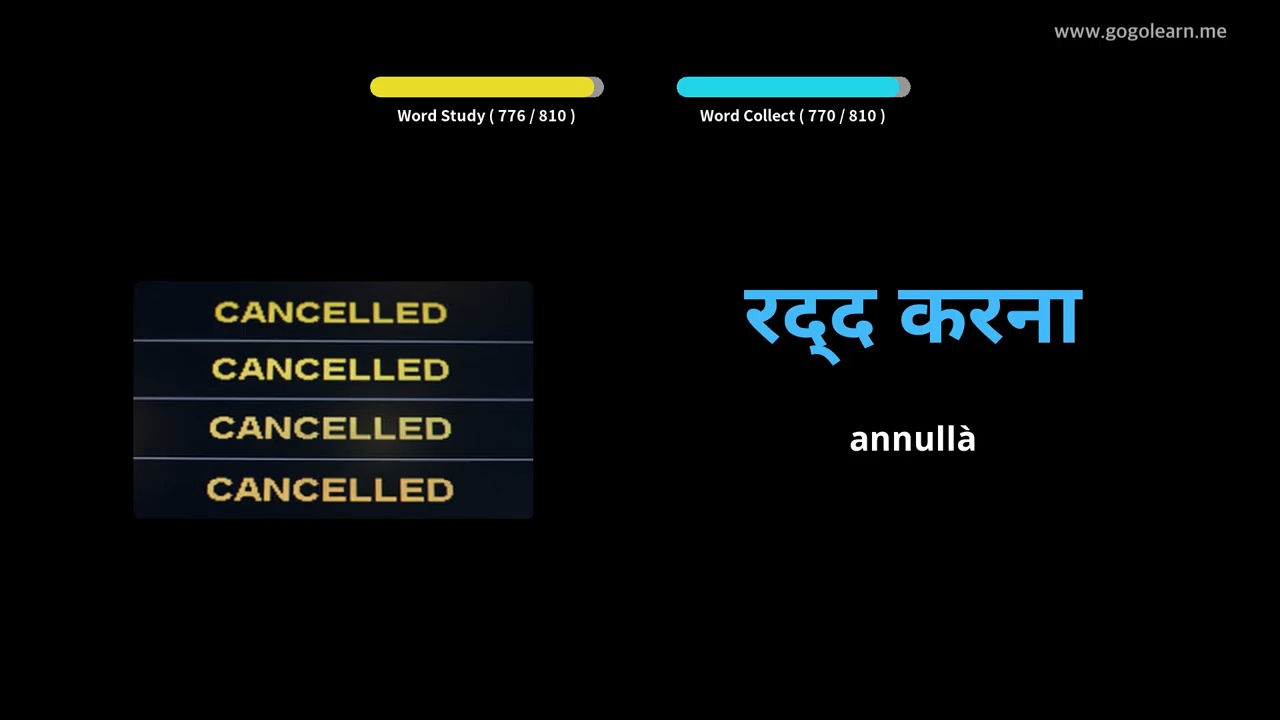 www.gogolearn.me
Word Study ( 776 / 810 )
Word Collect ( 770 / 810 )
CANCELLED
CANCELLED
CANCELLED
CANCELLED
रद्द करना
annullà